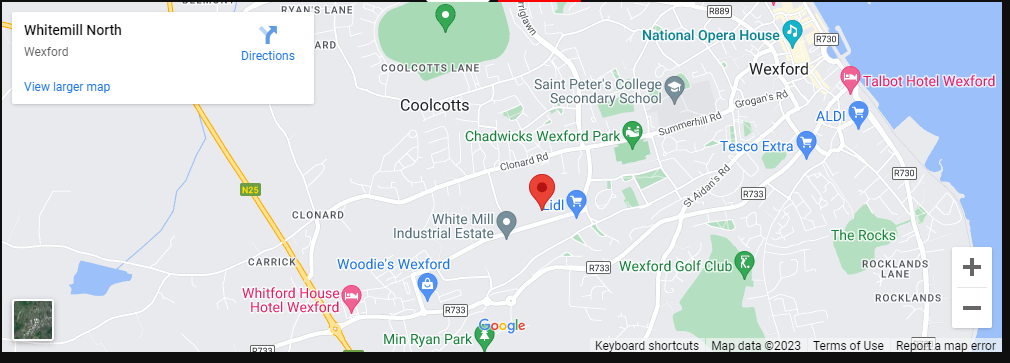 BELMONT
RYAN'S LANE
R889
Whitemill North
Wexford
Directions
View larger map
ARD
rriglawn
National Opera House
R730
COOLCOTTS LANE
Wexford
Talbot Hotel Wexford
Coolcotts
Saint Peter's College
Secondary School
Grogan's Rd
ALDI
Summerhill Rd
Chadwicks Wexford Park
Tesco Extra
Clonard Rd
R730
N25
St Aidan's Rd
R733
Lidl
CLONARD
White Mill
Industrial Estate
The Rocks
CARRICK
Woodie's Wexford
R733
Wexford Golf Club
ROCKLANDS
LANE
Whitford House
Hotel Wexford
R733
ROCKLANDS
Google
Min Ryan Park
R733
Keyboard shortcuts
Map data ©2023
Terms of Use
Report a map error